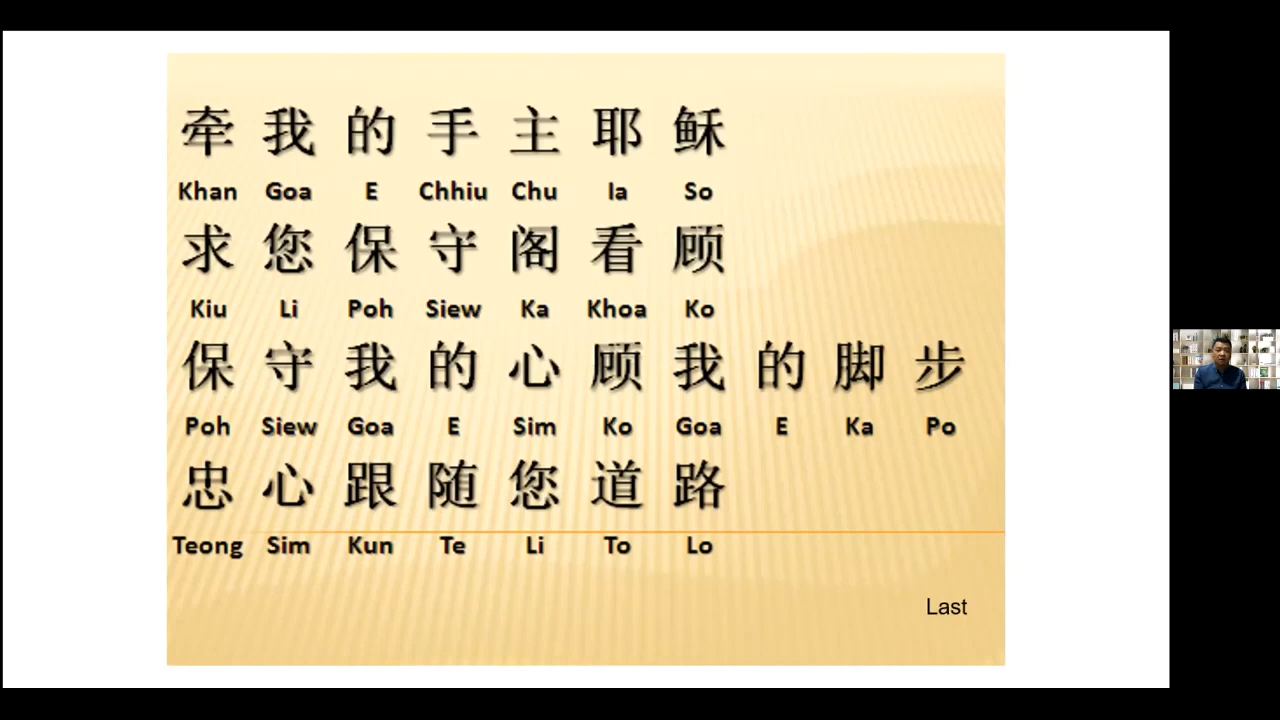 牵 我 的 手 主 耶 稣
Khan Goa E Chhiu Chu Ia So
求 您 保 守 阁 看 顾
Kiu Li Poh Siew Ka Khoa Ko
保 守 我 的 心 顾 我 的 脚 步
Poh Siew Goa E Sim Ko Goa E Ka Po
忠 心 跟 随 您 道 路
Teong Sim Kun Te Li To Lo
Last